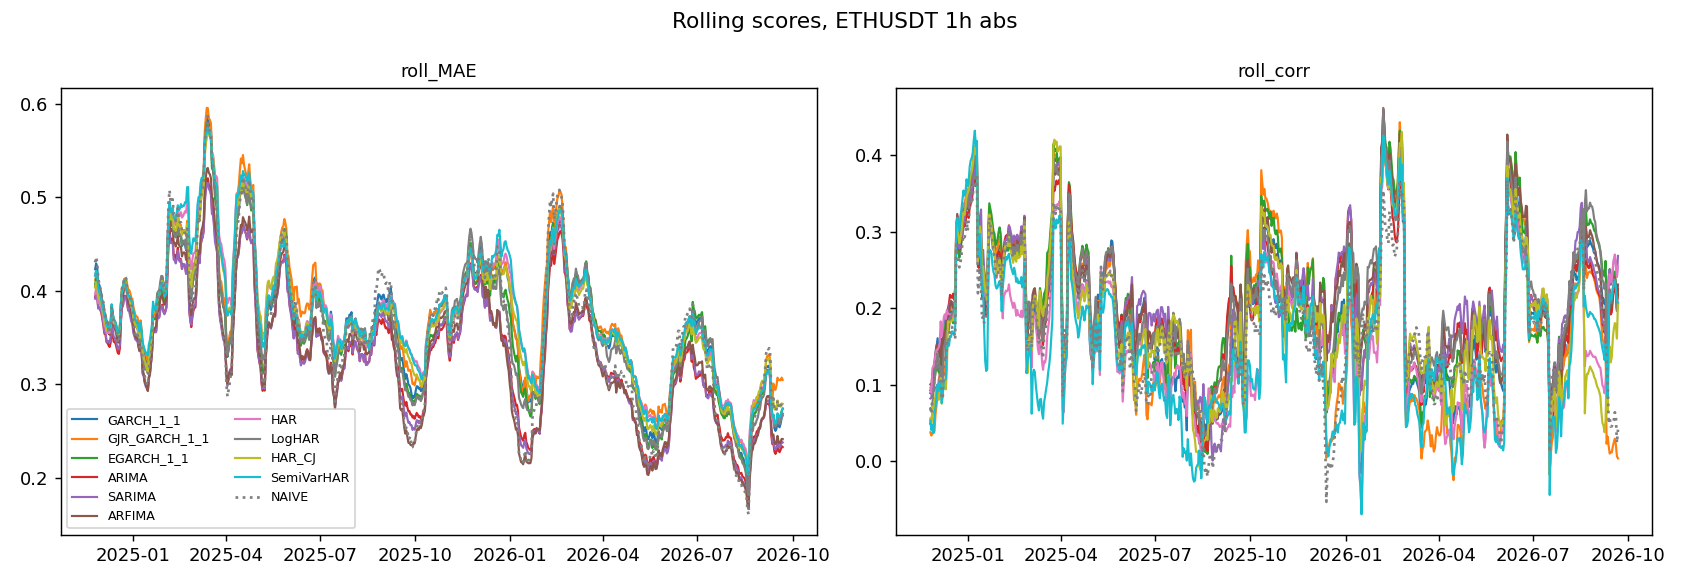 Rolling scores, ETHUSDT 1h abs
roll_MAE
0.6
0.5
0.4
0.3
0.2
GARCH_1_1
GJR_GARCH_1_1
EGARCH_1_1
ARIMA
SARIMA
ARFIMA
HAR
LogHAR
HAR_CJ
SemiVarHAR
NAIVE
2025-01 2025-04 2025-07 2025-10 2026-01 2026-04 2026-07 2026-10
roll_corr
0.4
0.3
0.2
0.1
0.0
2025-01 2025-04 2025-07 2025-10 2026-01 2026-04 2026-07 2026-10